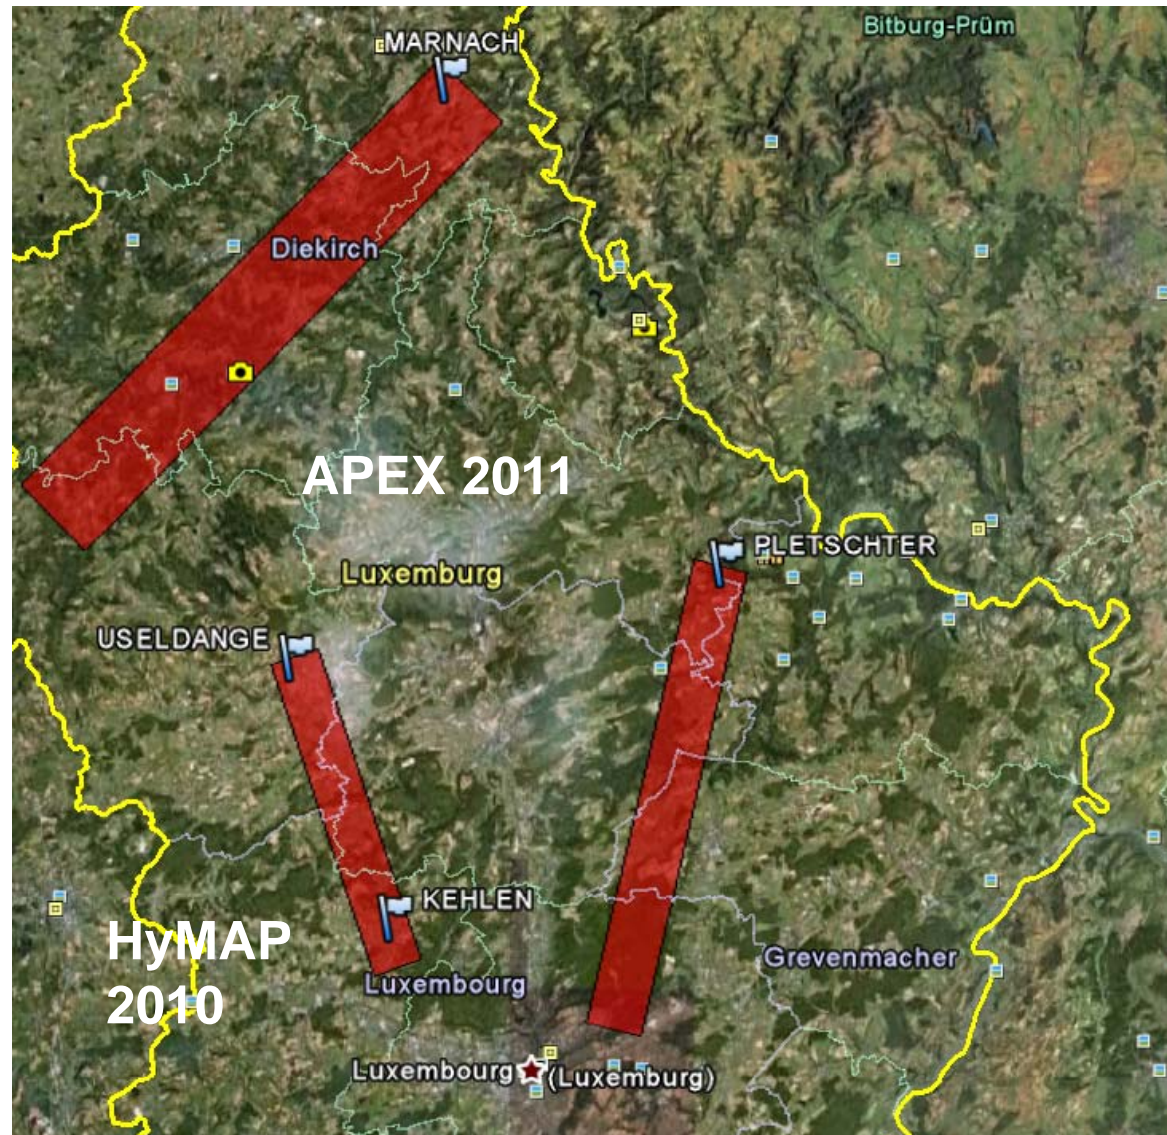 Bitburg-Prüm
MARNACH
Diekirch
APEX 2011
PLETSCHTER
Luxemburg
USELDANGE
KEHLEN
HyMAP
2010
Grevenmacher
Luxembourg
Luxembourg (Luxemburg)